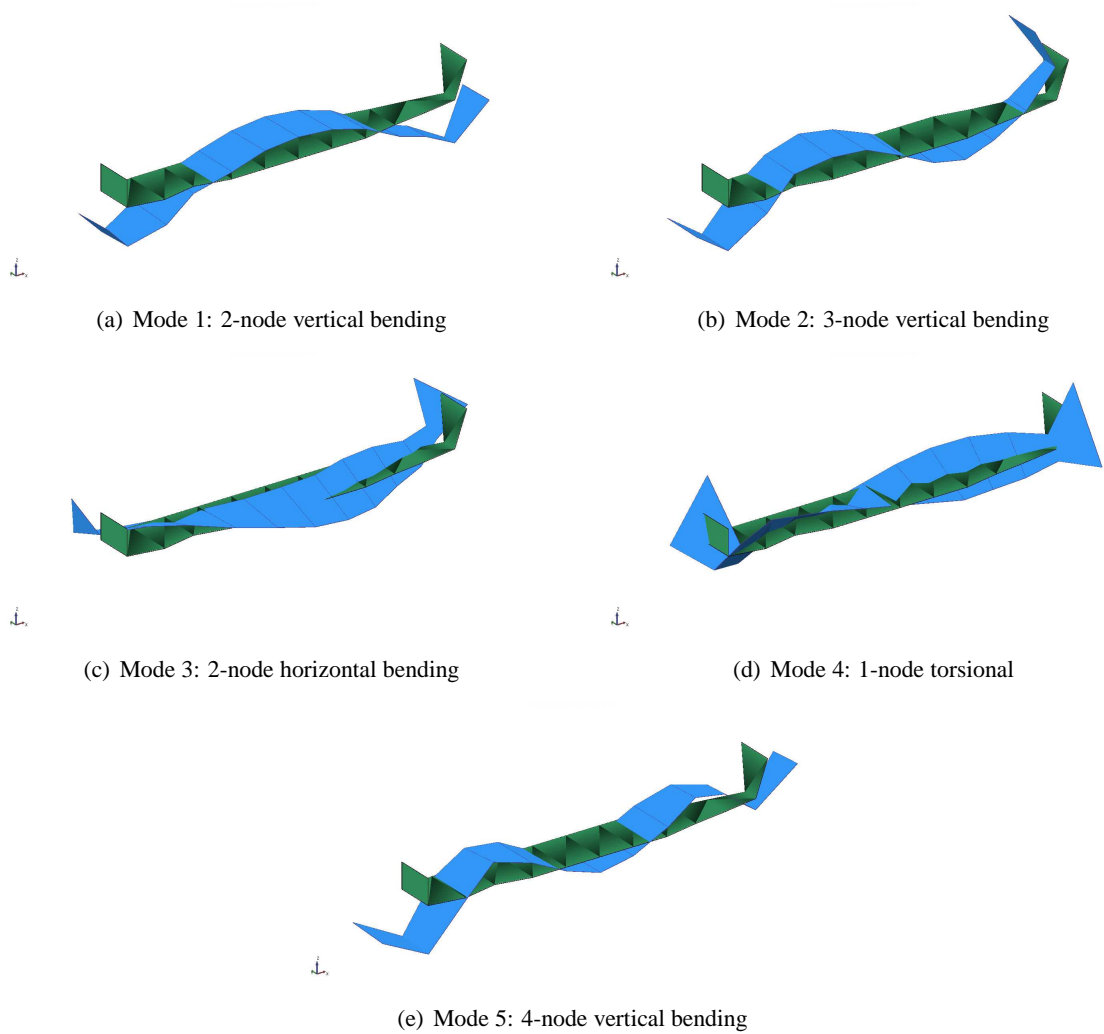 (a) Mode 1: 2-node vertical bending
(b) Mode 2: 3-node vertical bending
(c) Mode 3: 2-node horizontal bending
(d) Mode 4: 1-node torsional
(e) Mode 5: 4-node vertical bending